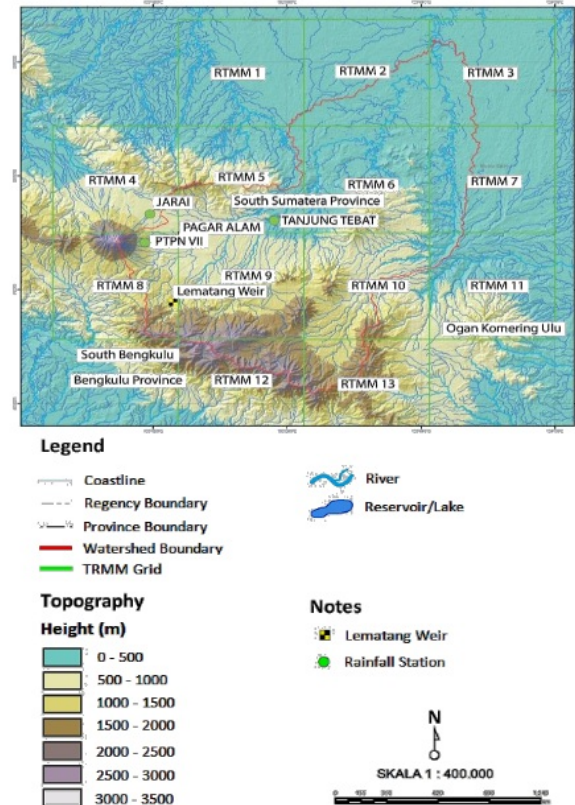 RTMM 1
RTMM 2
RTMM 3
RTMM 4
RTMM 5
RTMM 6
RTMM 7
JARAI
South Sumatera Province
PAGAR ALAM
TANJUNG TEBAT
PTPN VII
RTMM 8
RTMM 9
Lematang Weir
RTMM 10
RTMM 11
Ogan Komering Ulu
South Bengkulu
Bengkulu Province
RTMM 12
RTMM 13
Legend
Coastline
Regency Boundary
Province Boundary
Watershed Boundary
TRMM Grid
River
Reservoir/Lake
Topography
Height (m)
0 - 500
500 - 1000
1000 - 1500
1500 - 2000
2000 - 2500
2500 - 3000
3000 - 3500
Notes
Lematang Weir
Rainfall Station
N
SKALA 1 : 400.000